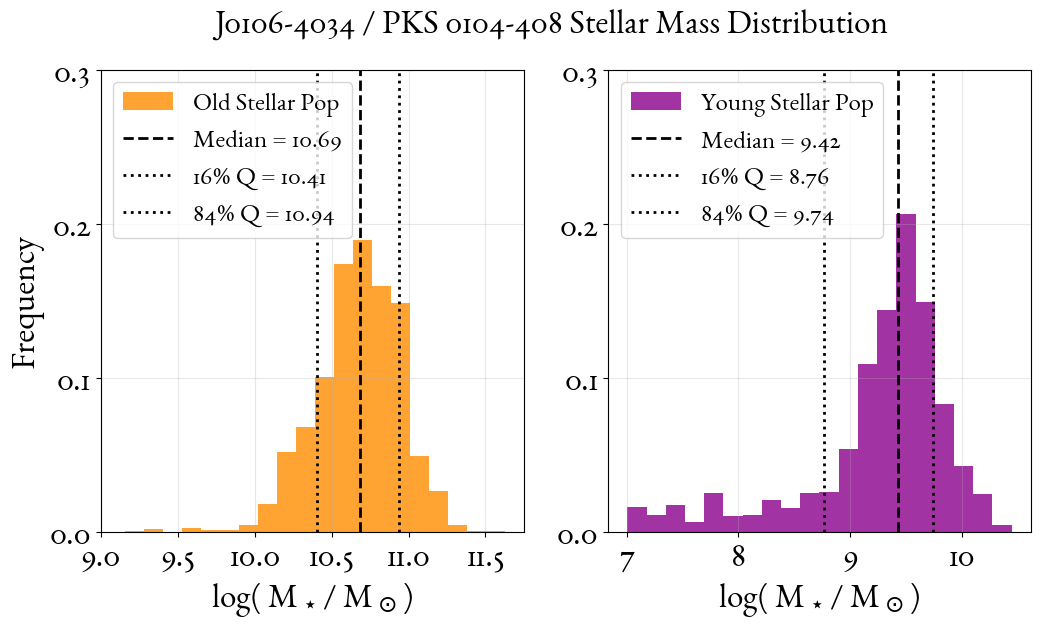 J0106-4034 / PKS 0104-408 Stellar Mass Distribution
Frequency
0.3
0.2
0.1
0.0
Old Stellar Pop
Median = 10.69
16% Q = 10.41
84% Q = 10.94
9.0 9.5 10.0 10.5 11.0 11.5
log( M ⋆ / M ⊙ )
0.3
0.2
0.1
0.0
Young Stellar Pop
Median = 9.42
16% Q = 8.76
84% Q = 9.74
7 8 9 10
log( M ⋆ / M ⊙ )